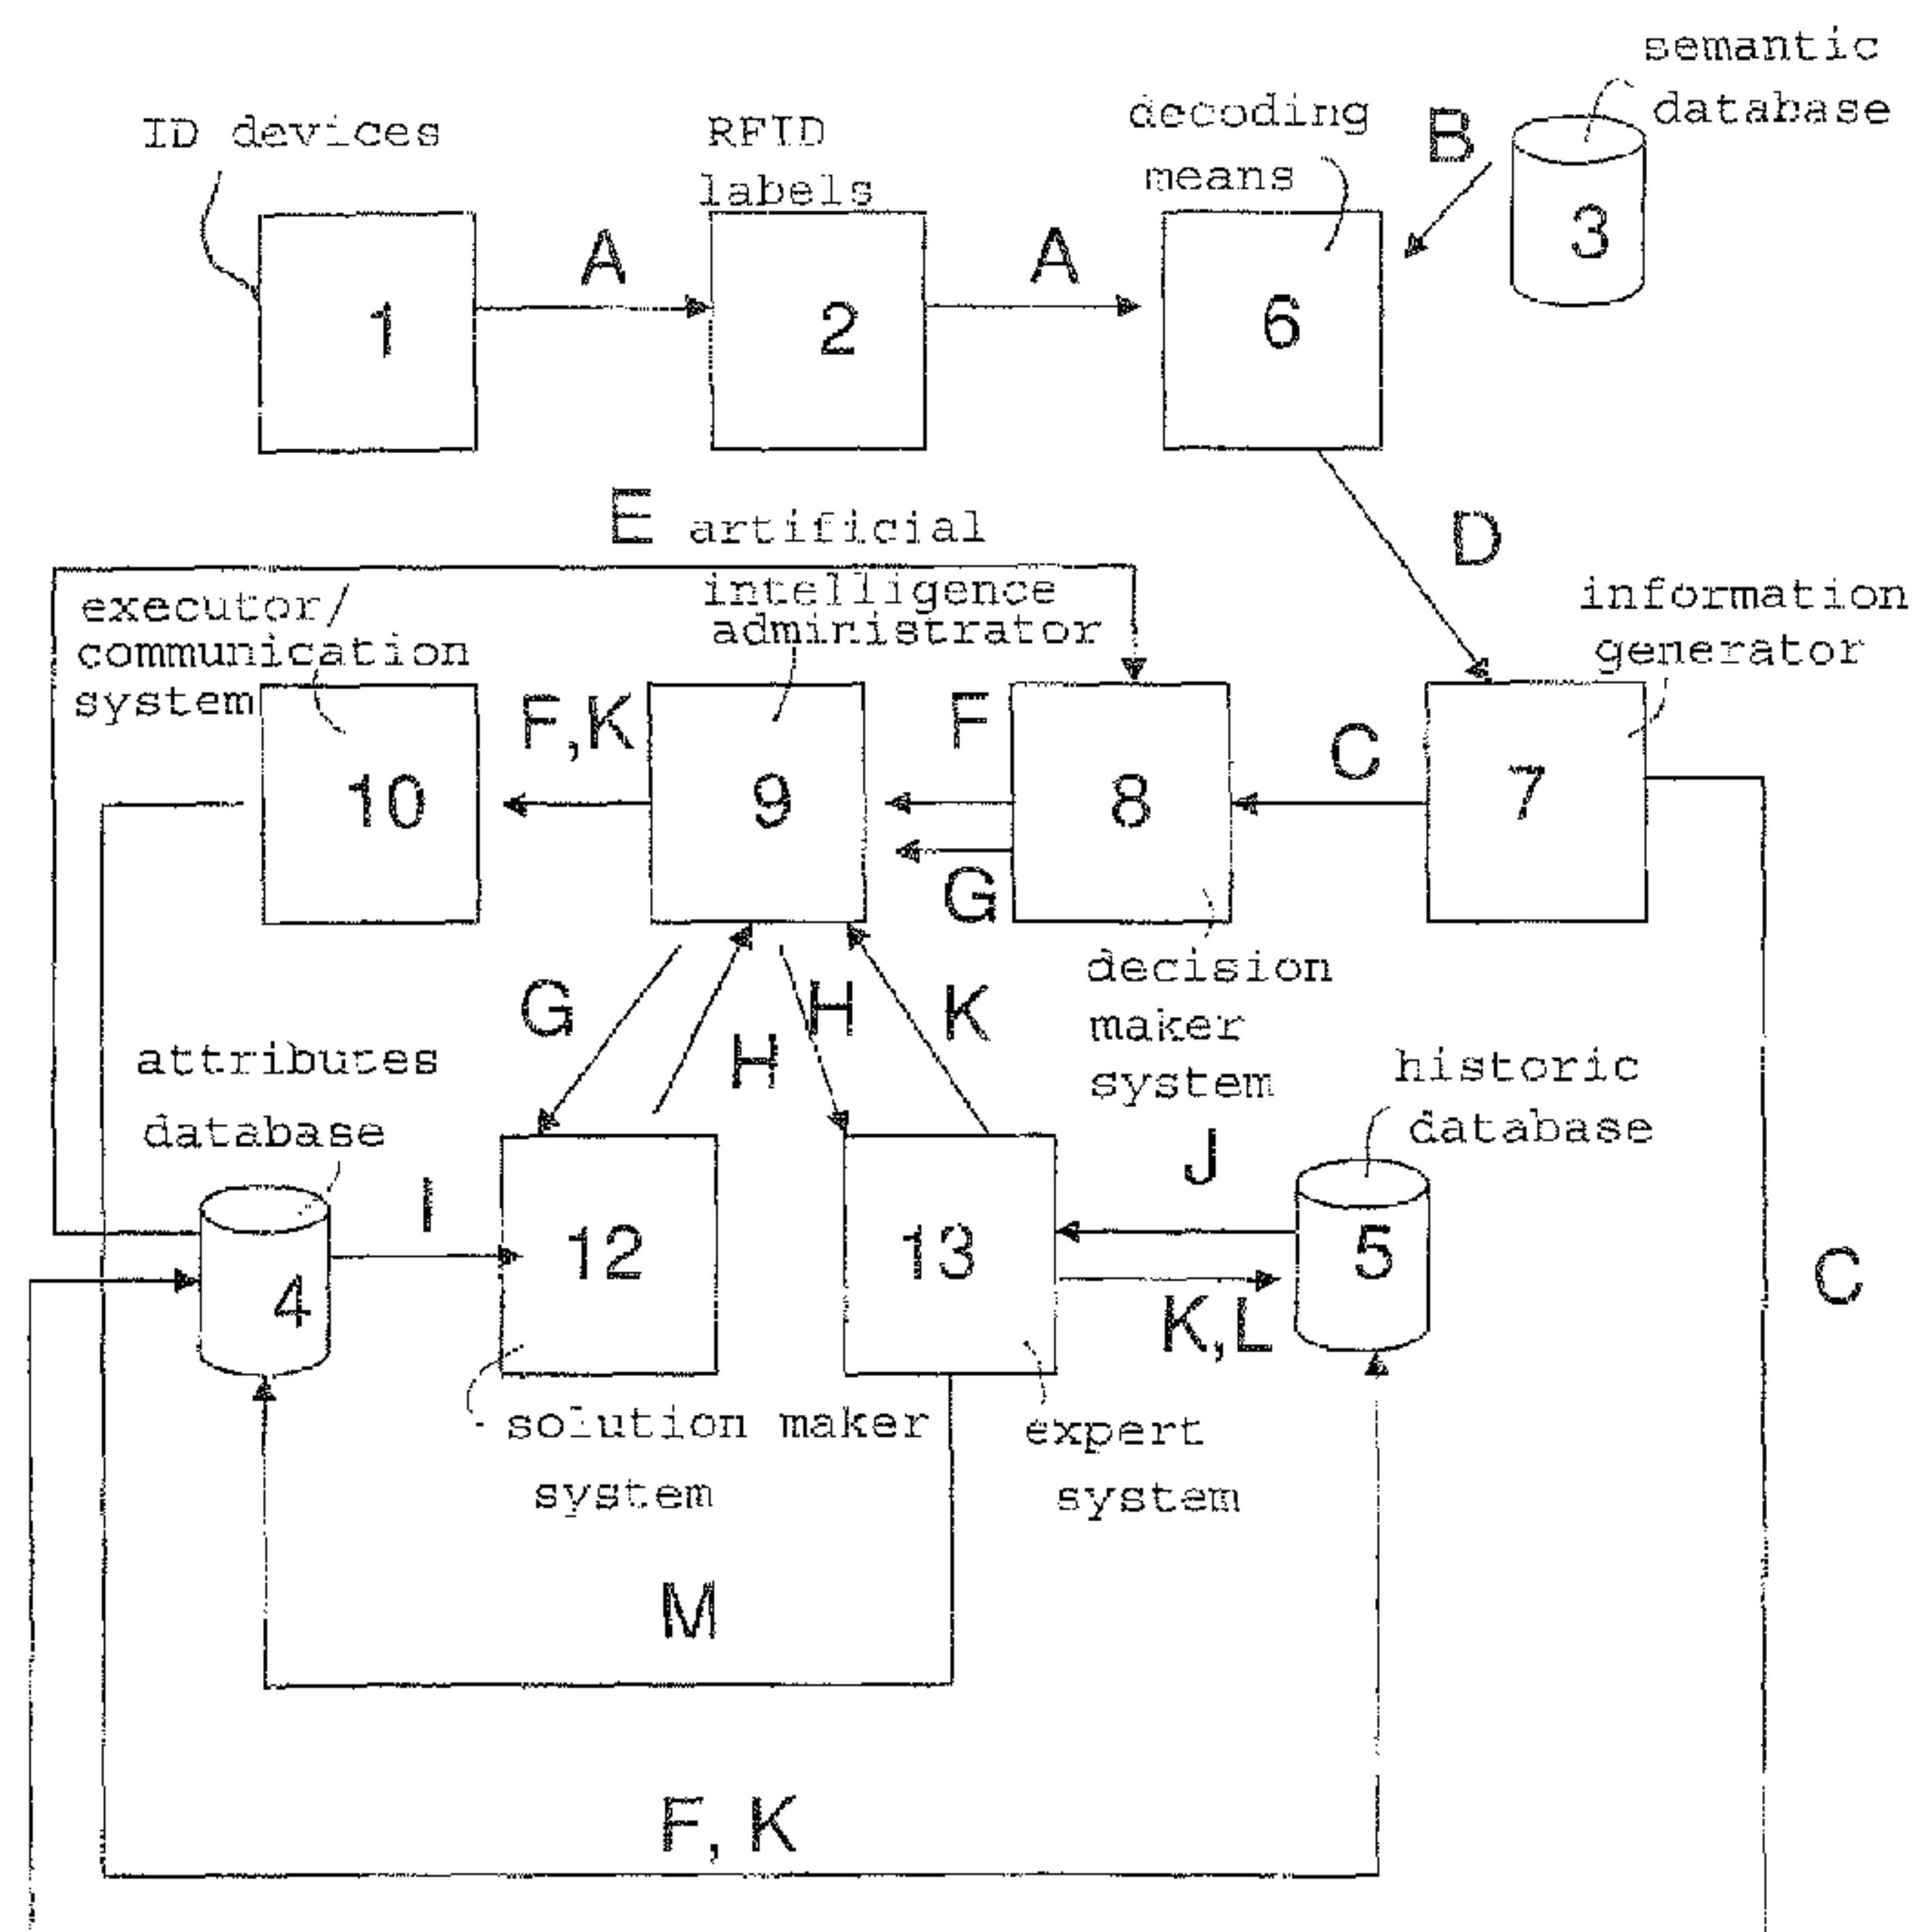 semantic
database
ID devices
RFID
labels
decoding
means
B
3
A
A
1
2
6
E
artificial
intelligence
administrator
D
executor/
communication
system
information
generator
F,K
F
C
10
9
8
7
G
G
H
H
K
decision
maker
system
attributes
database
historic
database
I
J
12
13
5
4
K,L
C
solution maker
system
expert
system
M
F, K